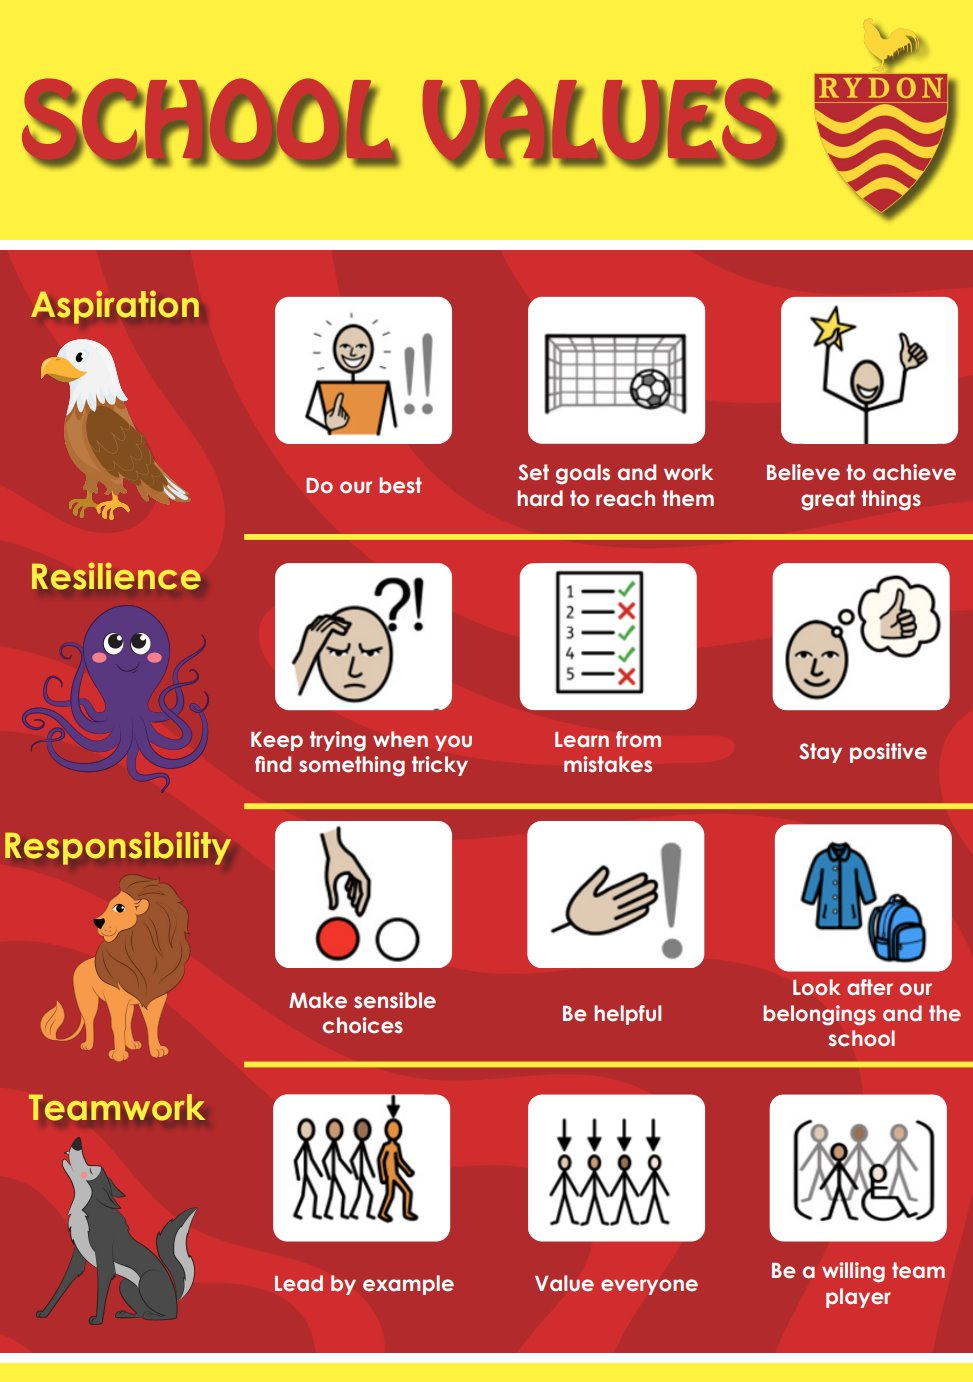 SCHOOL VALUES
RYDON
Aspiration
Do our best
Set goals and work
hard to reach them
Believe to achieve
great things
Resilience
?!
1
2
3
4
5
Keep trying when you
find something tricky
Learn from
mistakes
Stay positive
Responsibility
!
Make sensible
choices
Be helpful
Look after our
belongings and the
school
Teamwork
Lead by example
Value everyone
Be a willing team
player